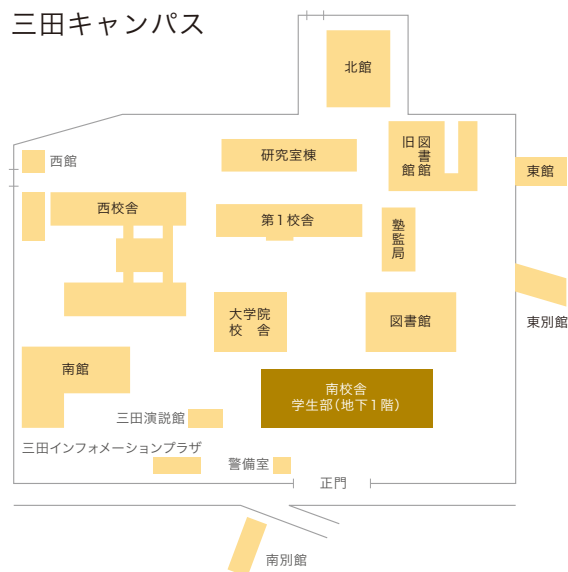 三田キャンパス
北館
研究室棟
旧図書館
図書館
東館
西館
西校舎
第1校舎
塾監局
大学院
校 舎
図書館
東別館
南館
南校舎
学生部(地下1階)
三田演説館
三田インフォメーションプラザ
警備室
正門
南別館